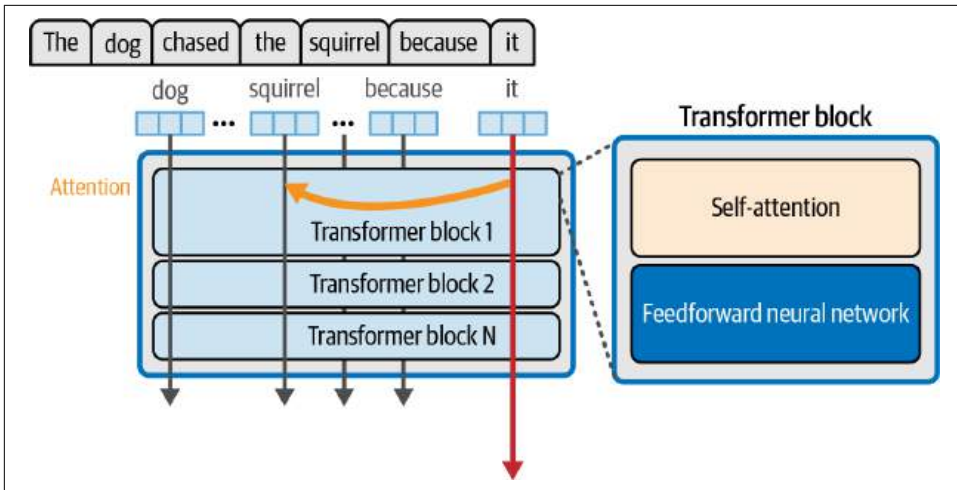 The dog chased the squirrel because it
dog ... squirrel ... because it
Transformer block
Attention
Self-attention
Transformer block 1
Transformer block 2
Feedforward neural network
Transformer block N